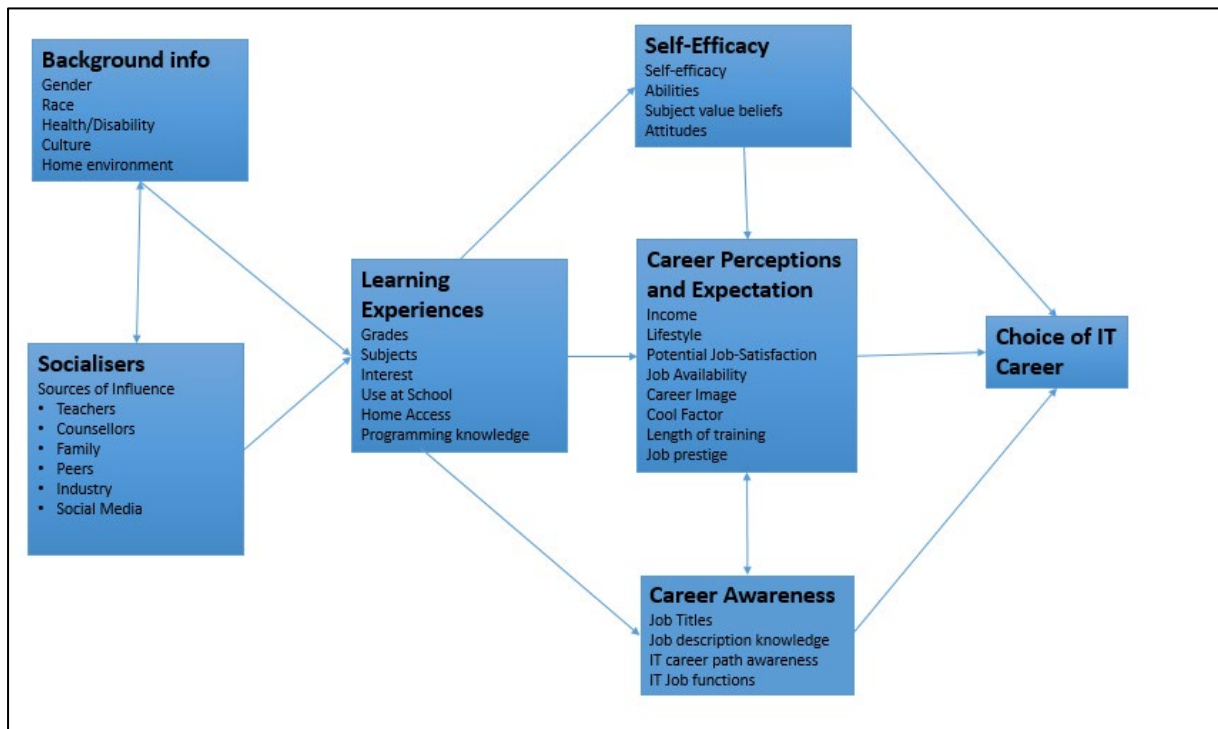 Background info
Gender
Race
Health/Disability
Culture
Home environment
Socialisers
Sources of Influence
• Teachers
• Counsellors
• Family
• Peers
• Industry
• Social Media
Learning
Experiences
Grades
Subjects
Interest
Use at School
Home Access
Programming knowledge
Self-Efficacy
Self-efficacy
Abilities
Subject value beliefs
Attitudes
Career Perceptions
and Expectation
Income
Lifestyle
Potential Job-Satisfaction
Job Availability
Career Image
Cool Factor
Length of training
Job prestige
Career Awareness
Job Titles
Job description knowledge
IT career path awareness
IT Job functions
Choice of IT
Career